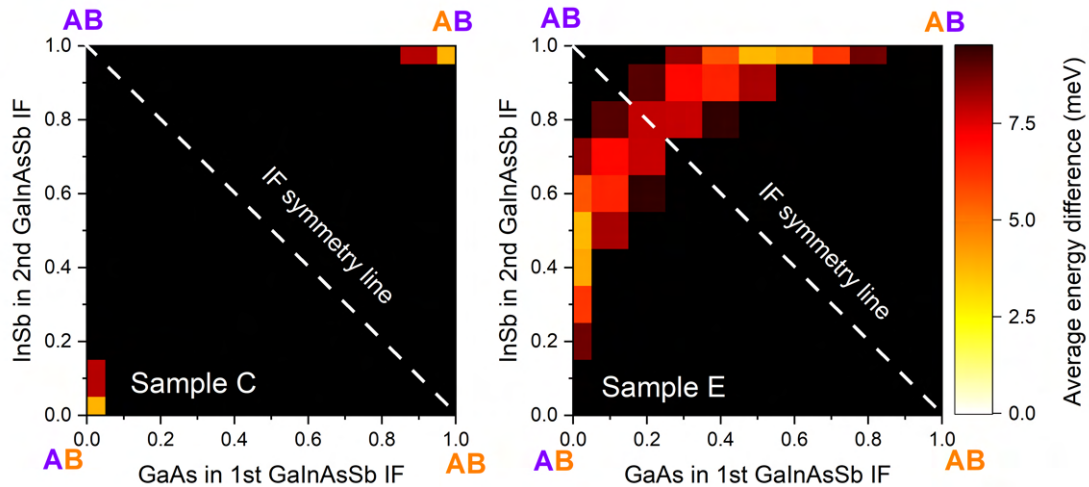 AB AB AB AB
InSb in 2nd GaInAsSb IF
1.0
0.8
0.6
0.4
0.2
0.0
IF symmetry line
Sample C
0.0 0.2 0.4 0.6 0.8 1.0
AB AB
GaAs in 1st GaInAsSb IF
InSb in 2nd GaInAsSb IF
1.0
0.8
0.6
0.4
0.2
0.0
IF symmetry line
Sample E
0.0 0.2 0.4 0.6 0.8 1.0
AB AB
GaAs in 1st GaInAsSb IF
7.5
5.0
2.5
0.0
Average energy difference (meV)